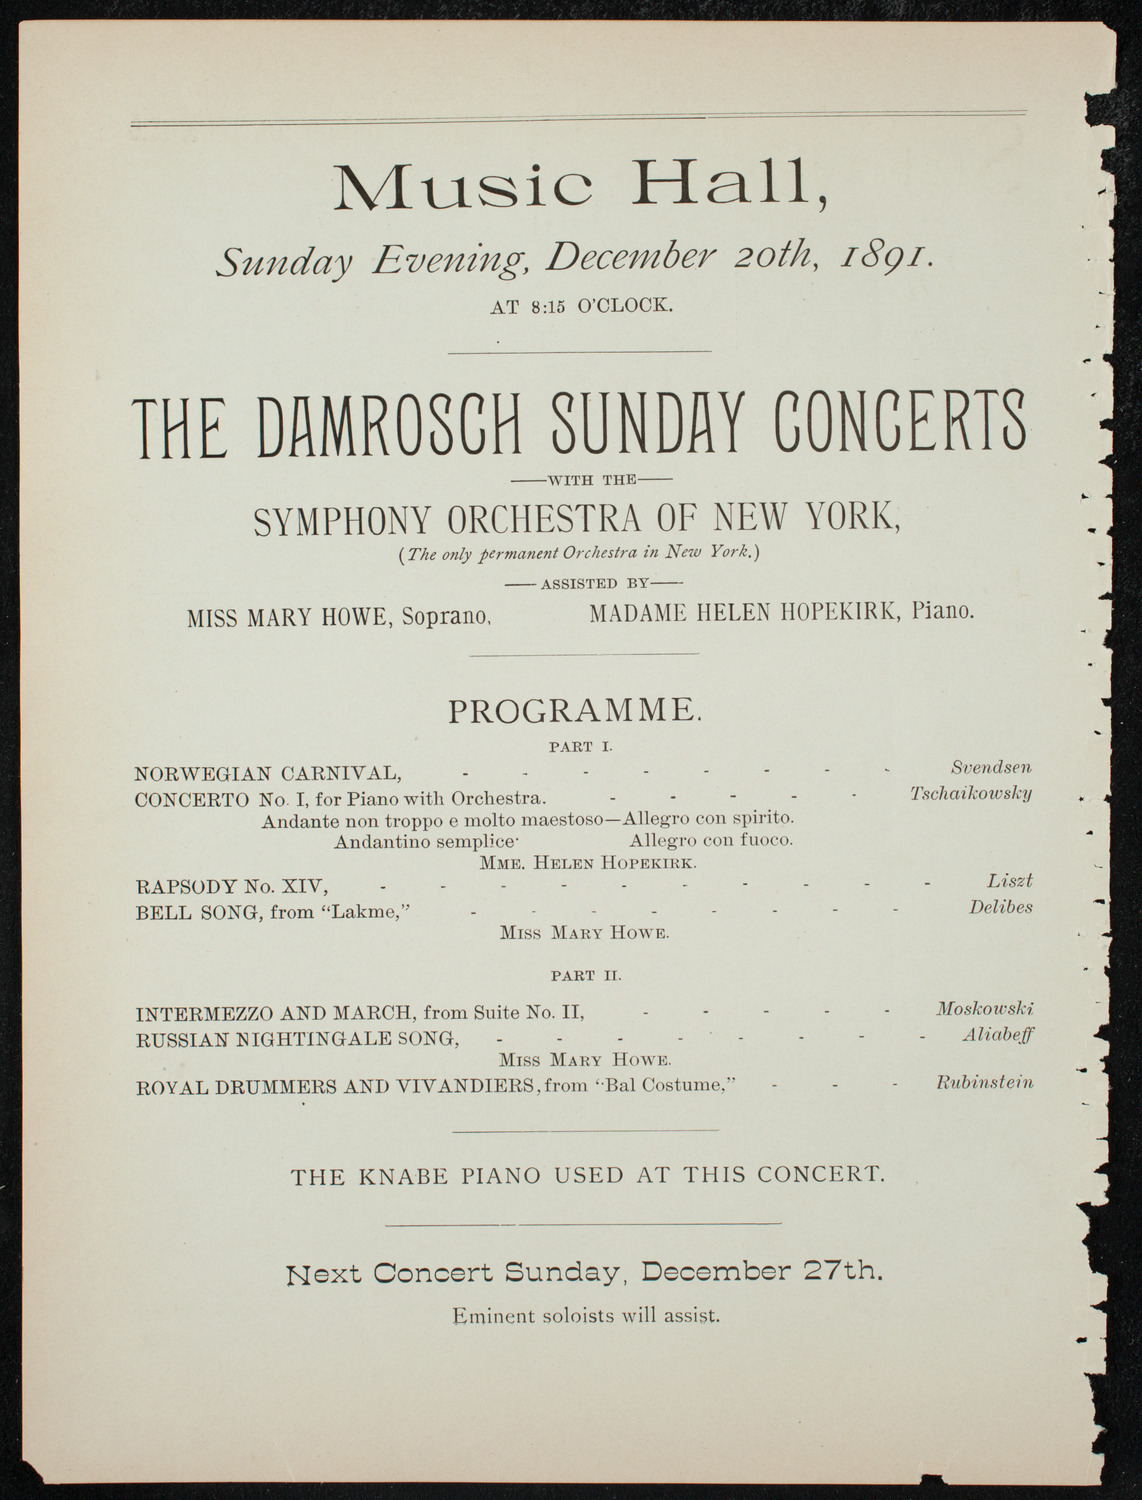 Music Hall,
Sunday Evening, December 20th, 1891.
AT 8:15 O'CLOCK.
THE DAMROSCH SUNDAY CONCERTS
WITH THE
SYMPHONY ORCHESTRA OF NEW YORK,
(The only permanent Orchestra in New York.)
ASSISTED BY
MISS MARY HOWE, Soprano, MADAME HELEN HOPEKIRK, Piano.
PROGRAMME.
PART I.
NORWEGIAN CARNIVAL, - - - - - - - - Svendsen
CONCERTO No. I, for Piano with Orchestra. - - - - - Tschaikowsky
Andante non troppo e molto maestoso—Allegro con spirito.
Andantino semplice· Allegro con fuoco.
MME. HELEN HOPEKIRK.
RAPSODY No. XIV, - - - - - - - - - - Liszt
BELL SONG, from "Lakme," - - - - - - - - Delibes
MISS MARY HOWE.
PART II.
INTERMEZZO AND MARCH, from Suite No. II, - - - - - Moskowski
RUSSIAN NIGHTINGALE SONG, - - - - - - - - Aliabeff
MISS MARY HOWE.
ROYAL DRUMMERS AND VIVANDIERS, from "Bal Costume," - - - Rubinstein
THE KNABE PIANO USED AT THIS CONCERT.
Next Concert Sunday, December 27th.
Eminent soloists will assist.